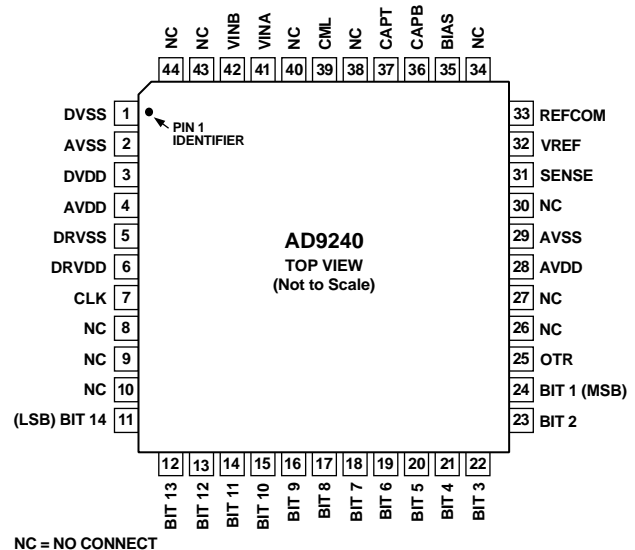 NC
NC
VINB
VINA
NC
CML
NC
CAPT
CAPB
BIAS
NC
44 43 42 41 40 39 38 37 36 35 34
DVSS 1
AVSS 2
DVDD 3
AVDD 4
DRVSS 5
DRVDD 6
CLK 7
NC 8
NC 9
NC 10
(LSB) BIT 14 11
PIN 1
IDENTIFIER
AD9240
TOP VIEW
(Not to Scale)
33 REFCOM
32 VREF
31 SENSE
30 NC
29 AVSS
28 AVDD
27 NC
26 NC
25 OTR
24 BIT 1 (MSB)
23 BIT 2
12 13 14 15 16 17 18 19 20 21 22
BIT 13
BIT 12
BIT 11
BIT 10
BIT 9
BIT 8
BIT 7
BIT 6
BIT 5
BIT 4
BIT 3
NC = NO CONNECT